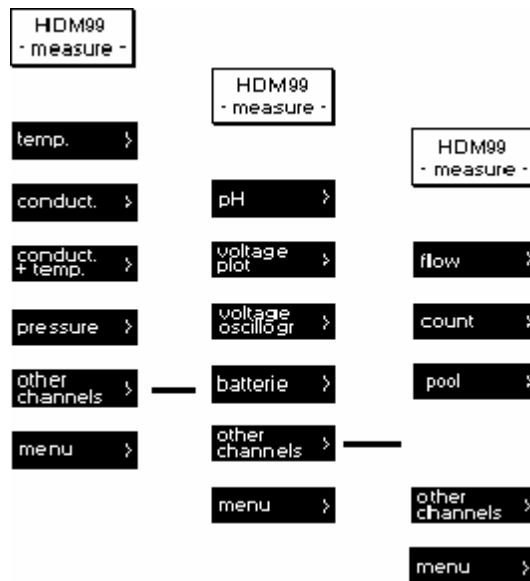 HDM99
- measure -
temp. >
conduct. >
conduct.
+ temp. >
pressure >
other
channels >
menu >
HDM99
- measure -
pH >
voltage
plot >
voltage
oscillogr >
batterie >
other
channels >
menu >
HDM99
- measure -
flow >
count >
pool >
other
channels >
menu >